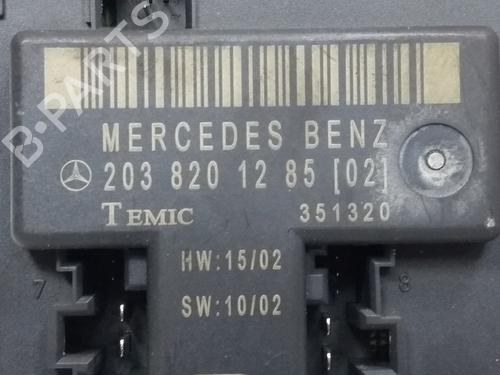 B-PARTS
MERCEDES BENZ
203 820 12 85 [02]
TEMIC 351320
HW:15/02
7 8
SW:10/02